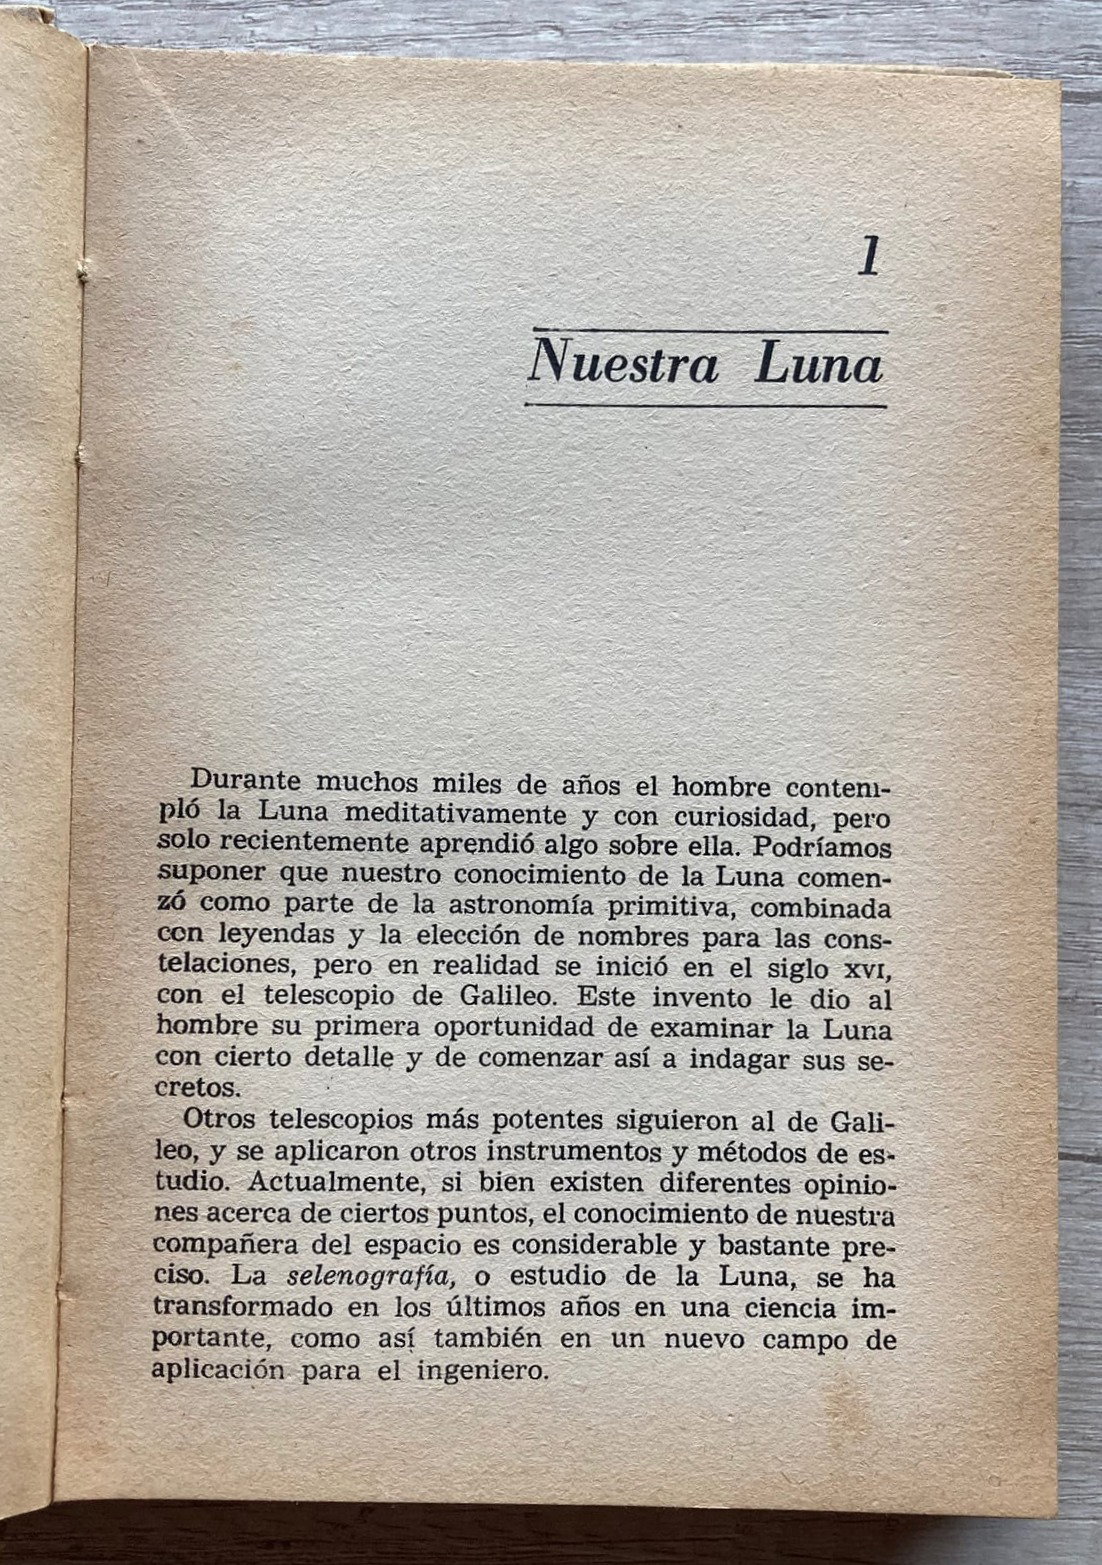 1
Nuestra Luna
Durante muchos miles de años el hombre contem-
pló la Luna meditativamente y con curiosidad, pero
solo recientemente aprendió algo sobre ella. Podríamos
suponer que nuestro conocimiento de la Luna comen-
zó como parte de la astronomía primitiva, combinada
con leyendas y la elección de nombres para las cons-
telaciones, pero en realidad se inició en el siglo XVI,
con el telescopio de Galileo. Este invento le dio al
hombre su primera oportunidad de examinar la Luna
con cierto detalle y de comenzar así a indagar sus se-
cretos.
Otros telescopios más potentes siguieron al de Gali-
leo, y se aplicaron otros instrumentos y métodos de es-
tudio. Actualmente, si bien existen diferentes opinio-
nes acerca de ciertos puntos, el conocimiento de nuestra
compañera del espacio es considerable y bastante pre-
ciso. La selenografía, o estudio de la Luna, se ha
transformado en los últimos años en una ciencia im-
portante, como así también en un nuevo campo de
aplicación para el ingeniero.